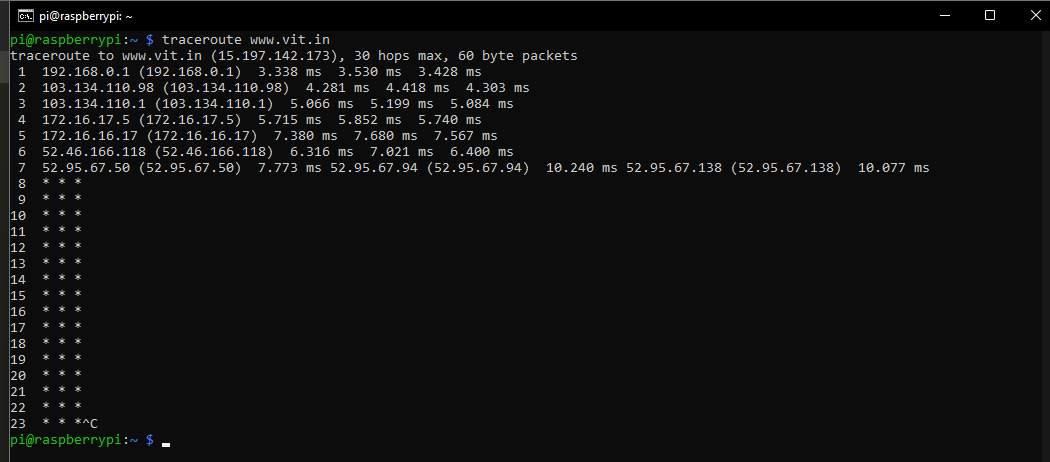 pi@raspberrypi: ~
pi@raspberrypi:~ $ traceroute www.vit.in
traceroute to www.vit.in (15.197.142.173), 30 hops max, 60 byte packets
 1  192.168.0.1 (192.168.0.1)  3.338 ms  3.530 ms  3.428 ms
 2  103.134.110.98 (103.134.110.98)  4.281 ms  4.418 ms  4.303 ms
 3  103.134.110.1 (103.134.110.1)  5.066 ms  5.199 ms  5.084 ms
 4  172.16.17.5 (172.16.17.5)  5.715 ms  5.852 ms  5.740 ms
 5  172.16.16.17 (172.16.16.17)  7.380 ms  7.680 ms  7.567 ms
 6  52.46.166.118 (52.46.166.118)  6.316 ms  7.021 ms  6.400 ms
 7  52.95.67.50 (52.95.67.50)  7.773 ms 52.95.67.94 (52.95.67.94)  10.240 ms 52.95.67.138 (52.95.67.138)  10.077 ms
 8  * * *
 9  * * *
10  * * *
11  * * *
12  * * *
13  * * *
14  * * *
15  * * *
16  * * *
17  * * *
18  * * *
19  * * *
20  * * *
21  * * *
22  * * *
23  * * *^C
pi@raspberrypi:~ $